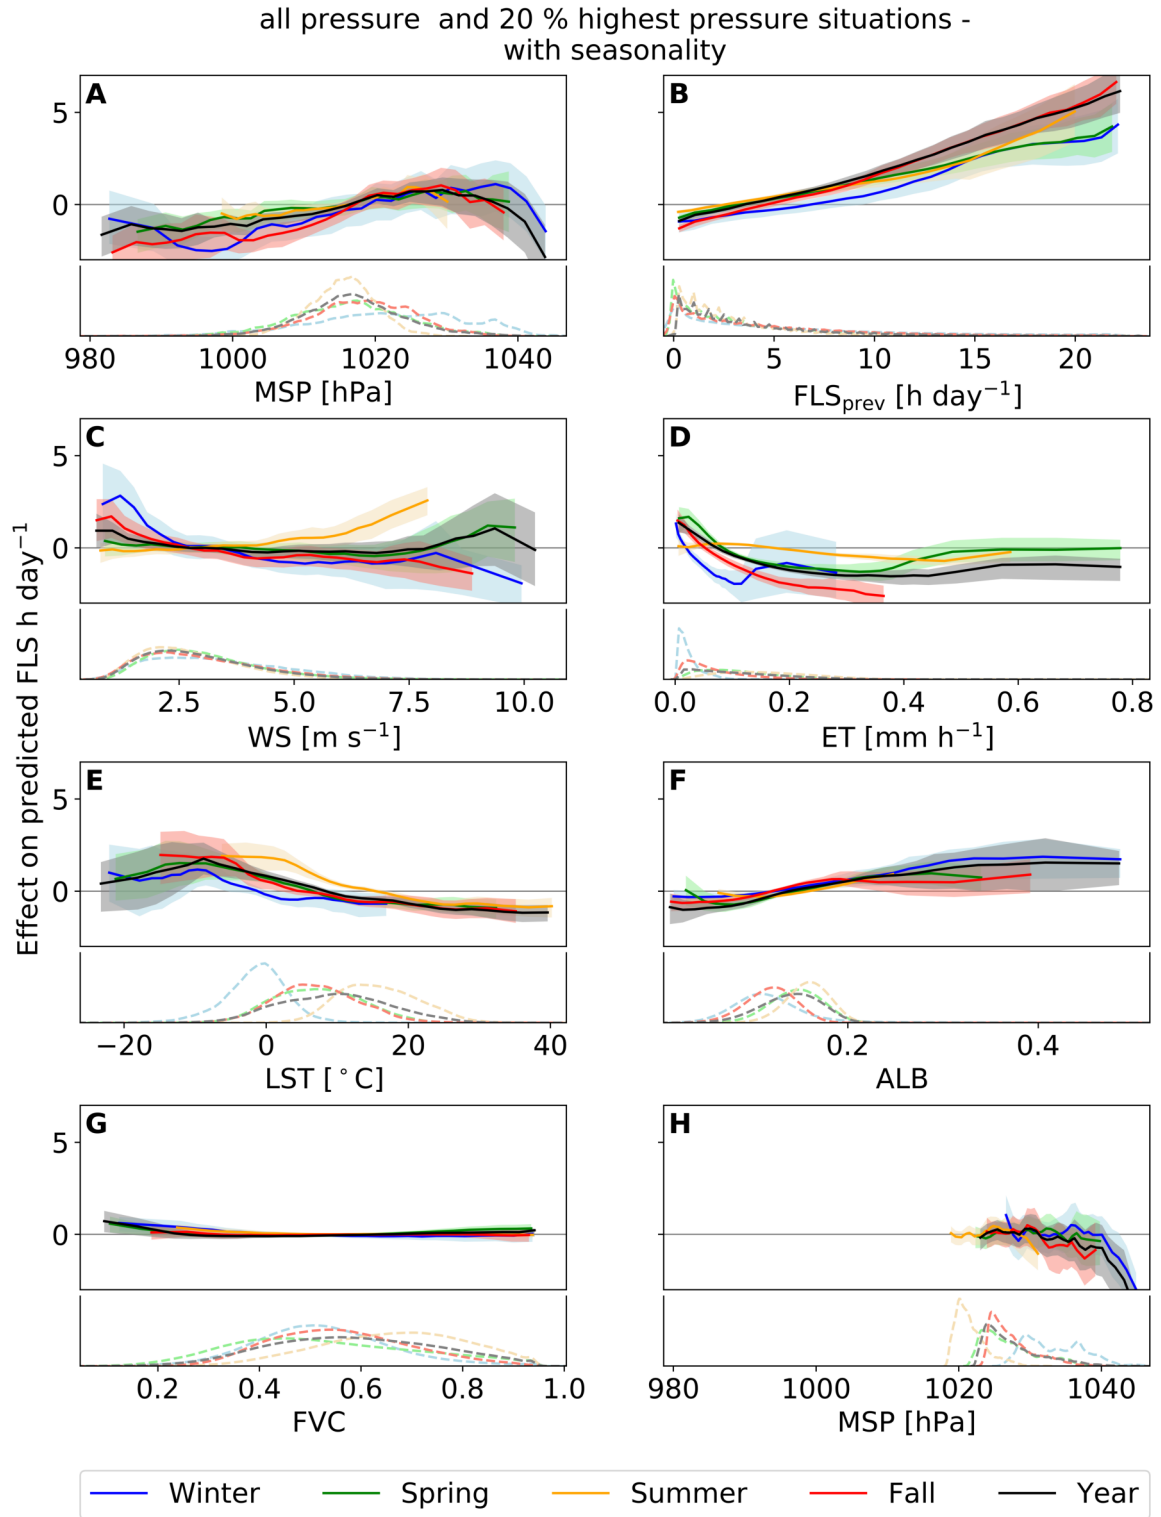 all pressure  and 20 % highest pressure situations -
with seasonality
Effect on predicted FLS h day⁻¹
A
5
0
980 1000 1020 1040
MSP [hPa]
B
0 5 10 15 20
FLSprev [h day⁻¹]
C
5
0
2.5 5.0 7.5 10.0
WS [m s⁻¹]
D
0.0 0.2 0.4 0.6 0.8
ET [mm h⁻¹]
E
5
0
−20 0 20 40
LST [°C]
F
0.2 0.4
ALB
G
5
0
0.2 0.4 0.6 0.8 1.0
FVC
H
980 1000 1020 1040
MSP [hPa]
Winter Spring Summer Fall Year